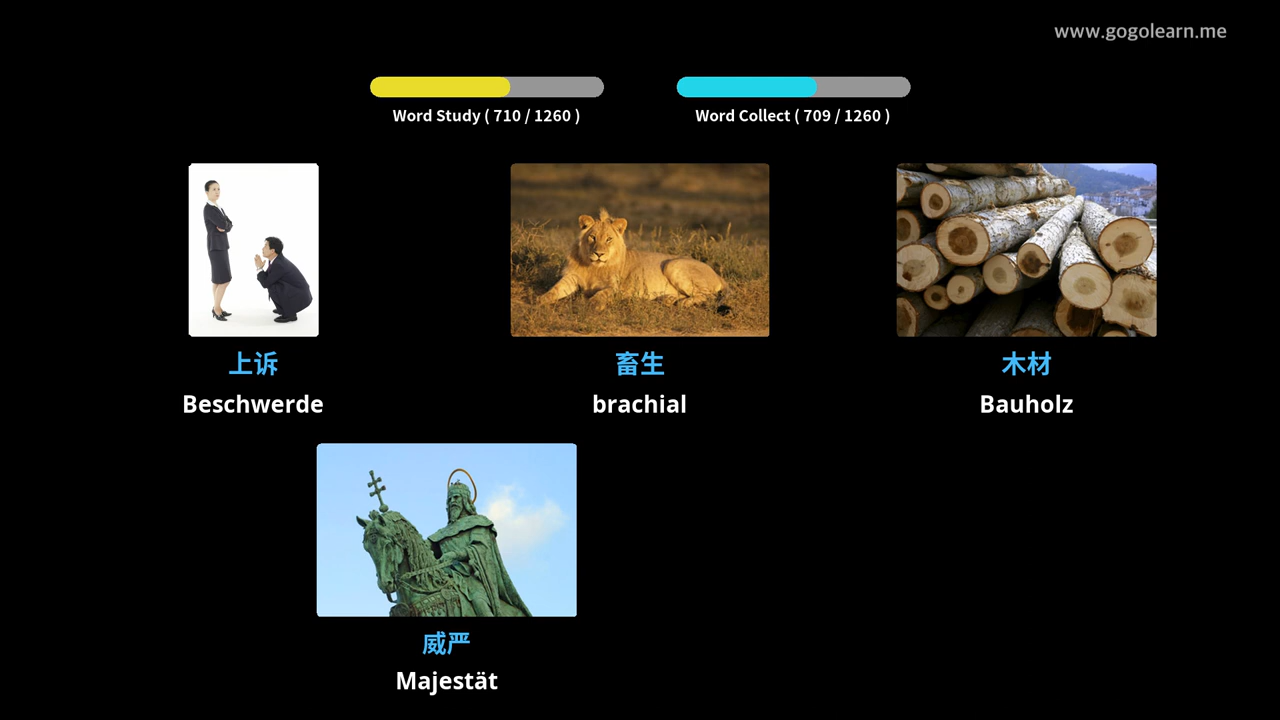 www.gogolearn.me
Word Study ( 710 / 1260 )
Word Collect ( 709 / 1260 )
上诉
Beschwerde
畜生
brachial
木材
Bauholz
威严
Majestät